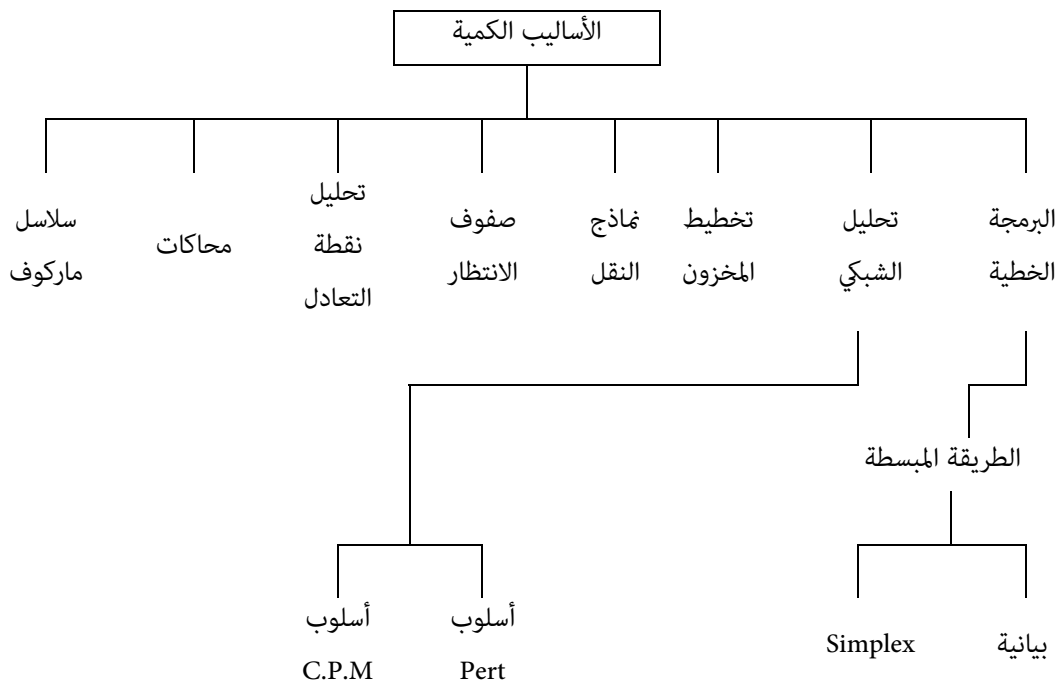 الأساليب الكمية
البرمجة
الخطية
تحليل
الشبكي
تخطيط
المخزون
نماذج
النقل
صفوف
الانتظار
تحليل
نقطة
التعادل
محاكات
سلاسل
ماركوف
الطريقة المبسطة
بيانية
Simplex
أسلوب
Pert
أسلوب
C.P.M